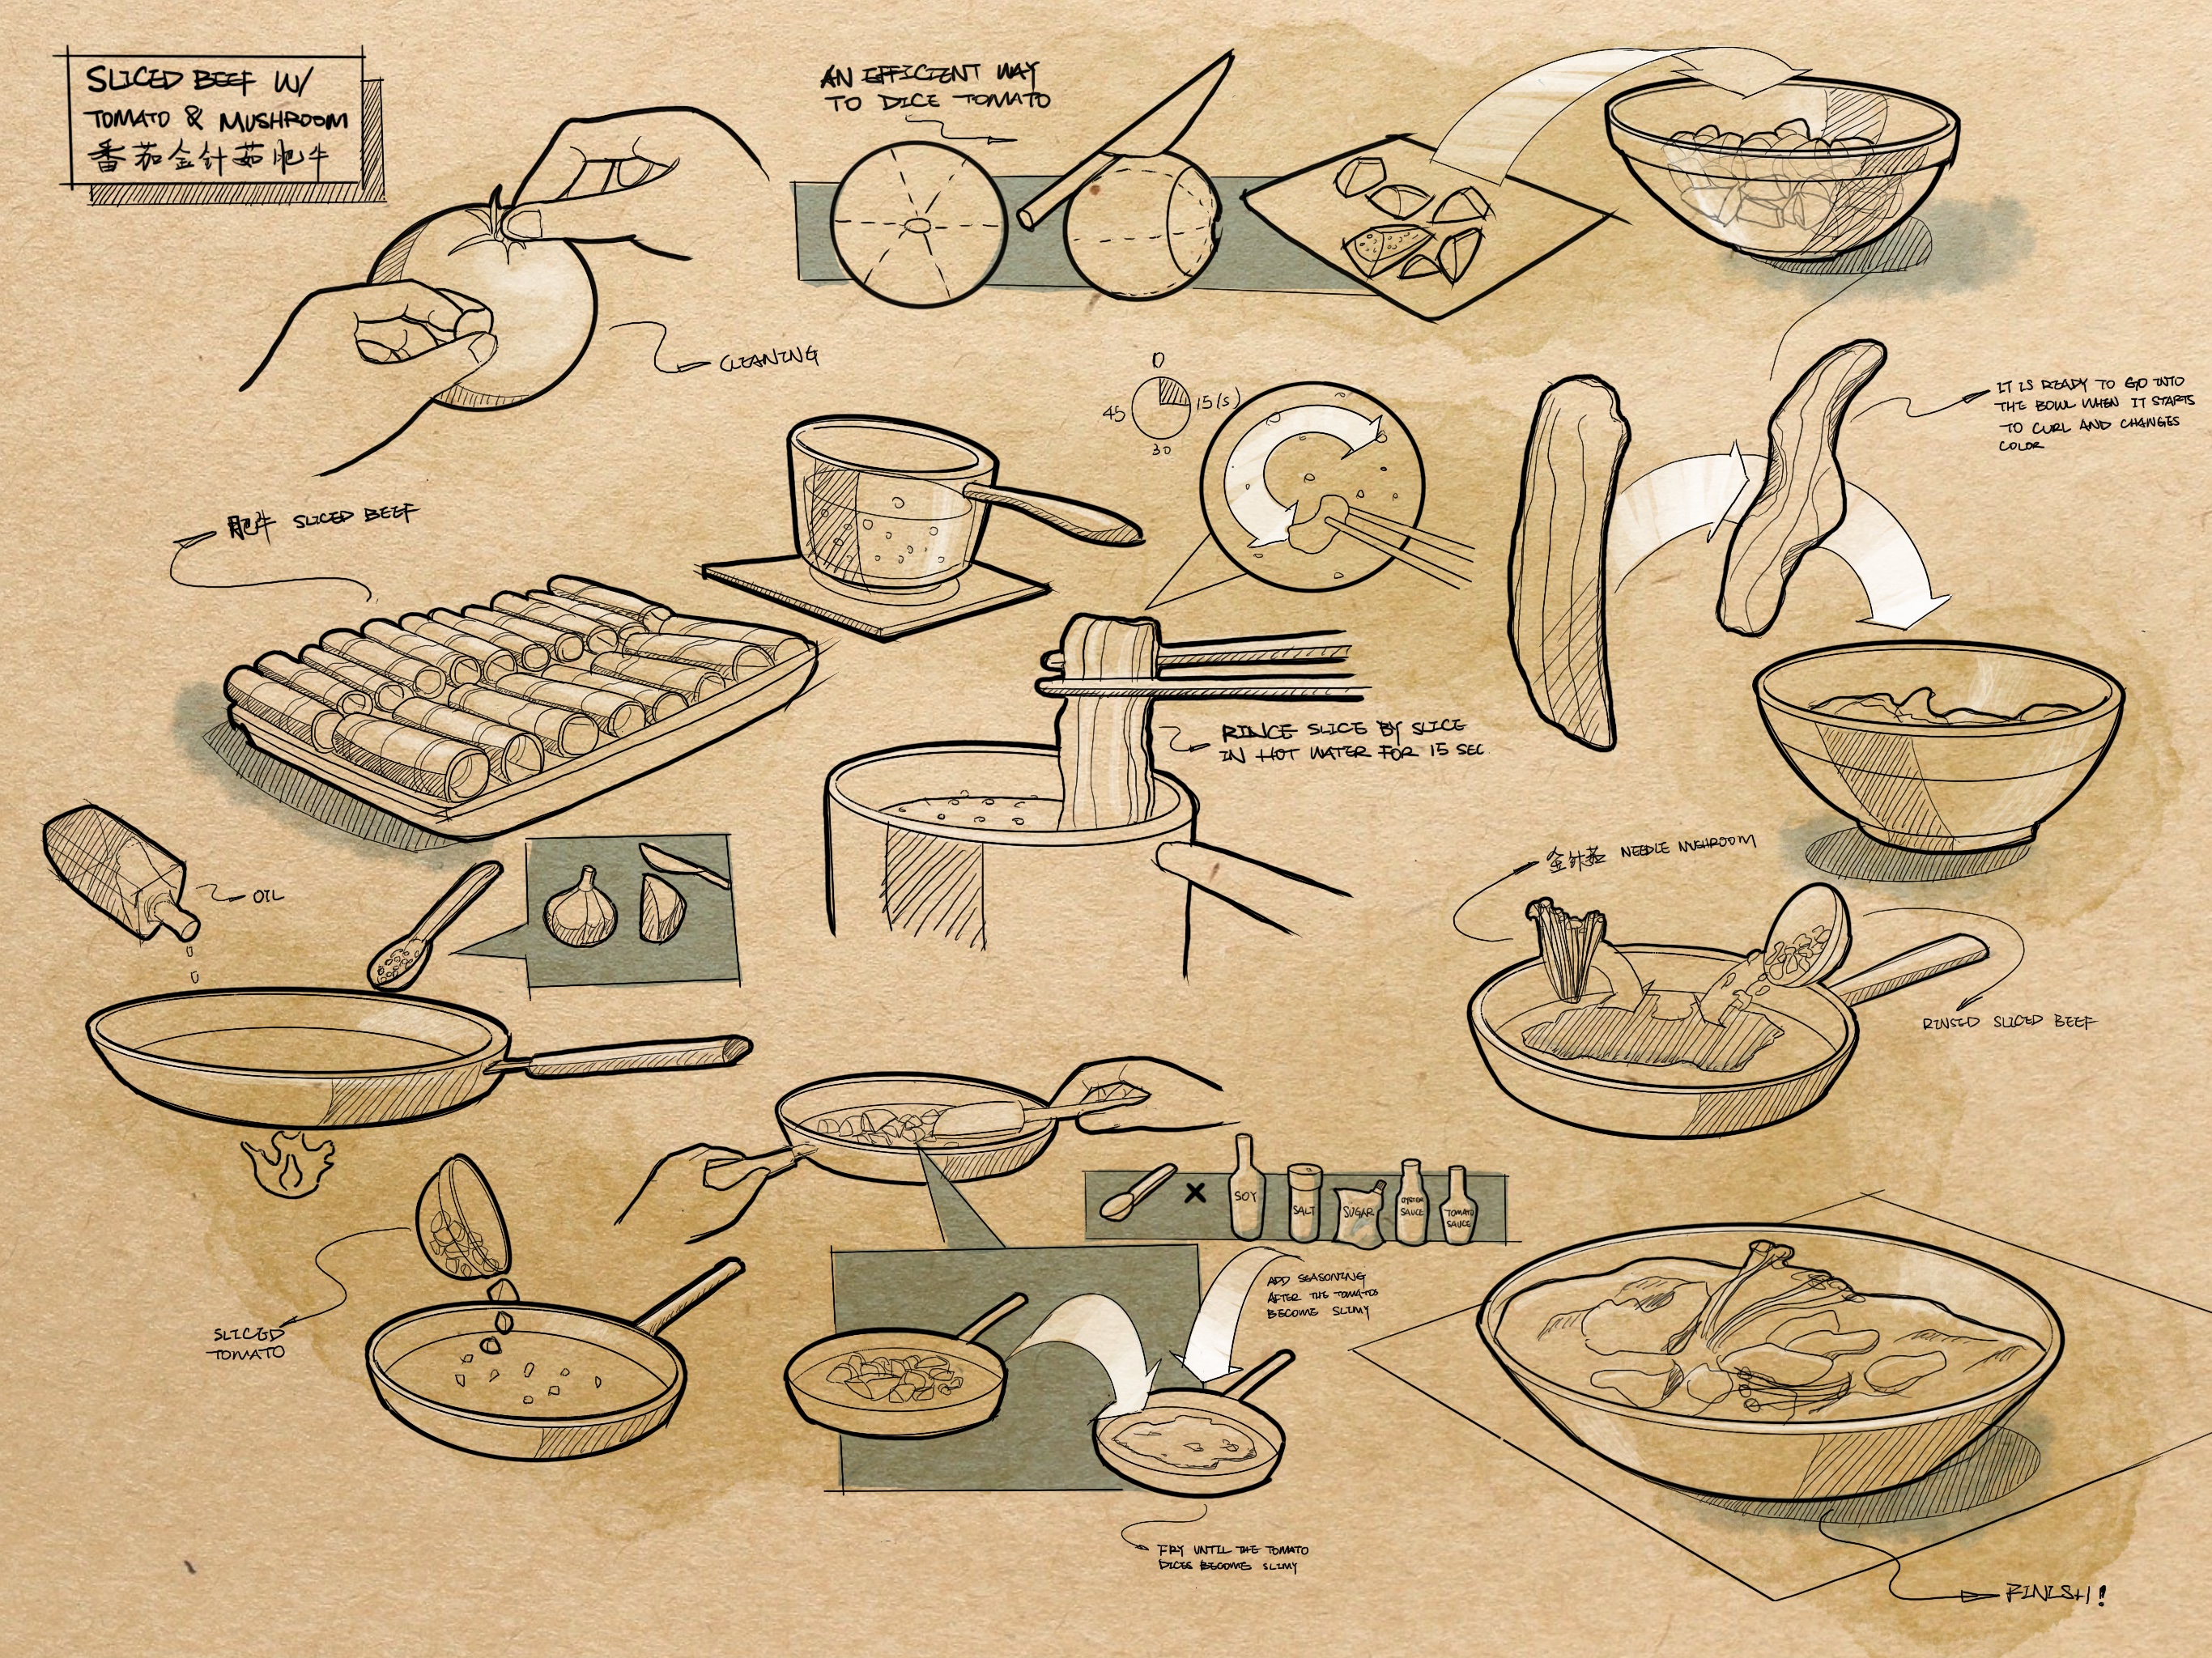 SLICED BEEF W/
TOMATO & MUSHROOM
番茄金针茹肥牛
AN EFFICIENT WAY
TO DICE TOMATO
CLEANING
0
15(s)
30
45
IT IS READY TO GO INTO
THE BOWL WHEN IT STARTS
TO CURL AND CHANGES
COLOR
肥牛 SLICED BEEF
RINCE SLICE BY SLICE
IN HOT WATER FOR 15 SEC
OIL
金针茹 NEEDLE MUSHROOM
RINSED SLICED BEEF
SOY
SALT
SUGAR
OYSTER
SAUCE
TOMATO
SAUCE
ADD SEASONING
AFTER THE TOMATOS
BECOME SLIMY
SLICED
TOMATO
FRY UNTIL THE TOMATO
DICES BECOME SLIMY
FINISH!